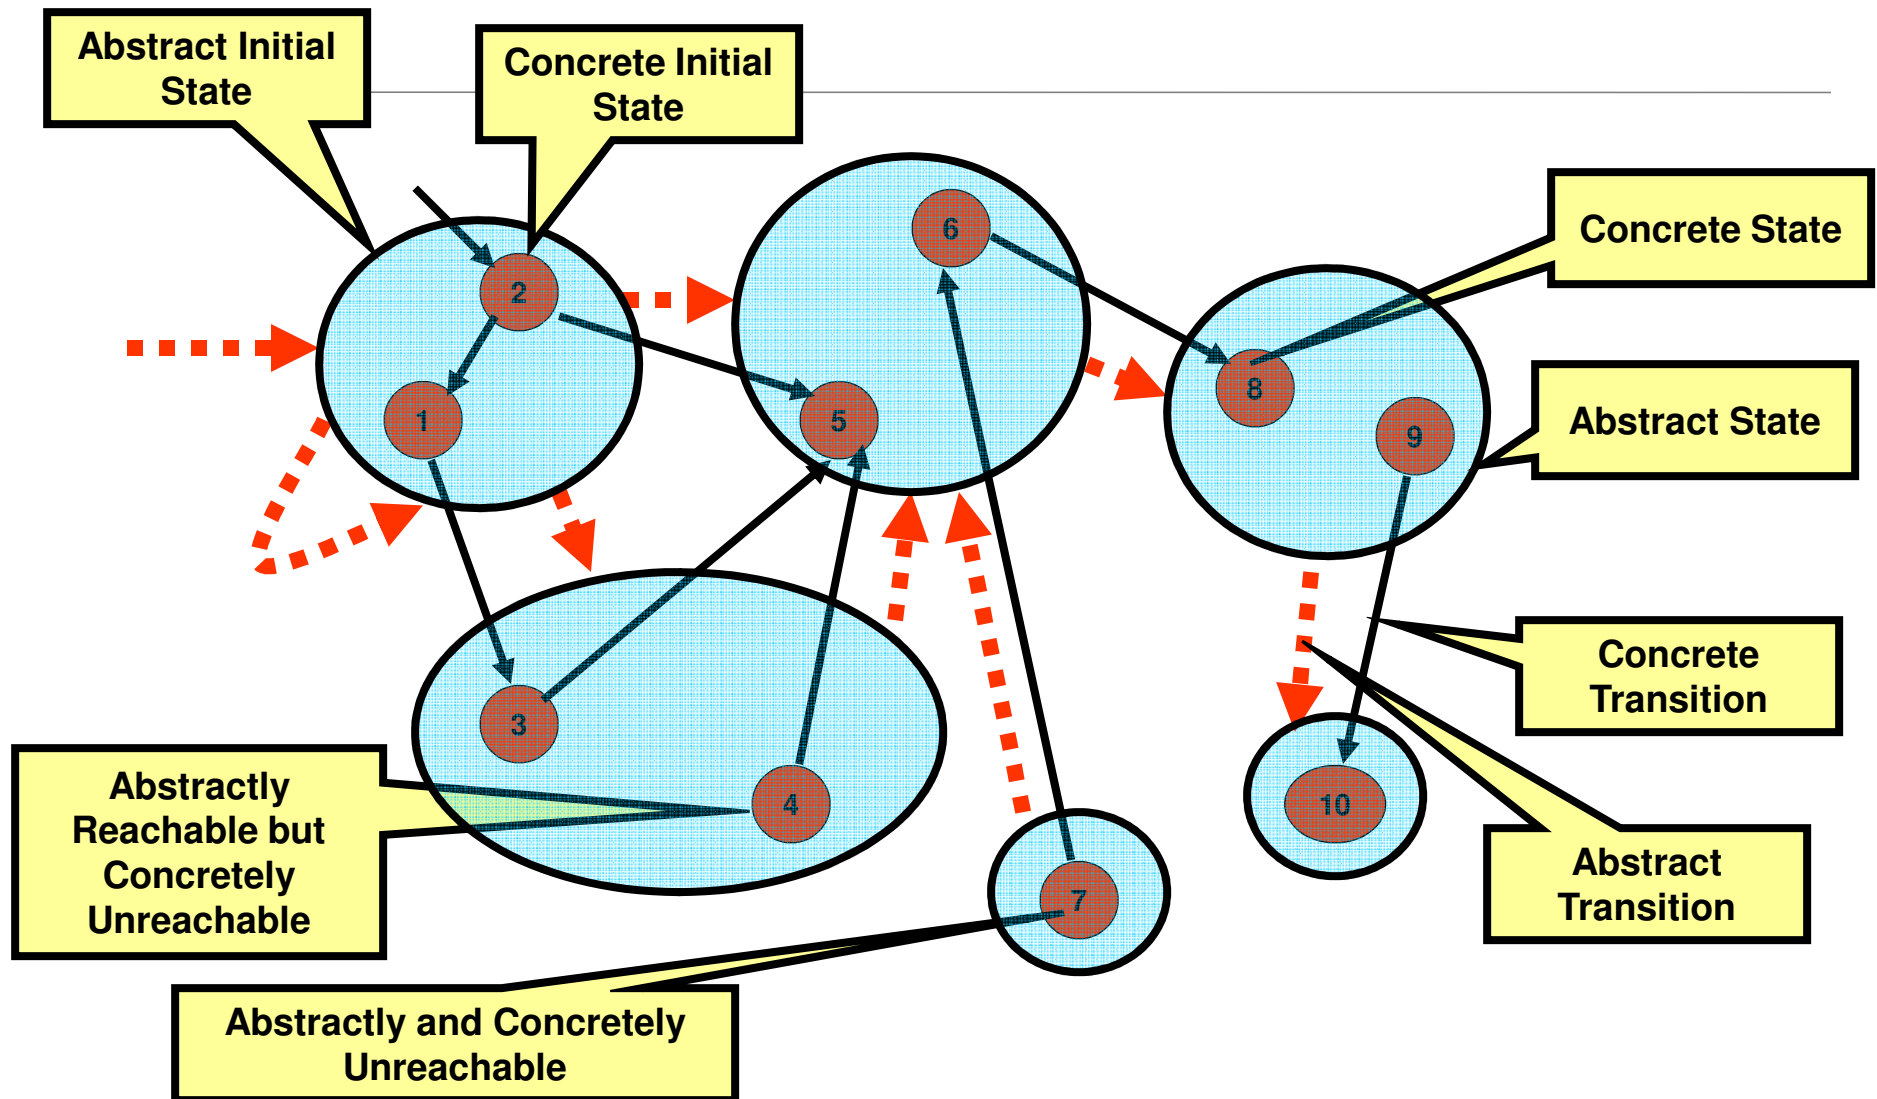 Abstract Initial
State
Concrete Initial
State
2
1
6
5
8
9
3
4
7
10
Concrete State
Abstract State
Concrete
Transition
Abstract
Transition
Abstractly
Reachable but
Concretely
Unreachable
Abstractly and Concretely
Unreachable